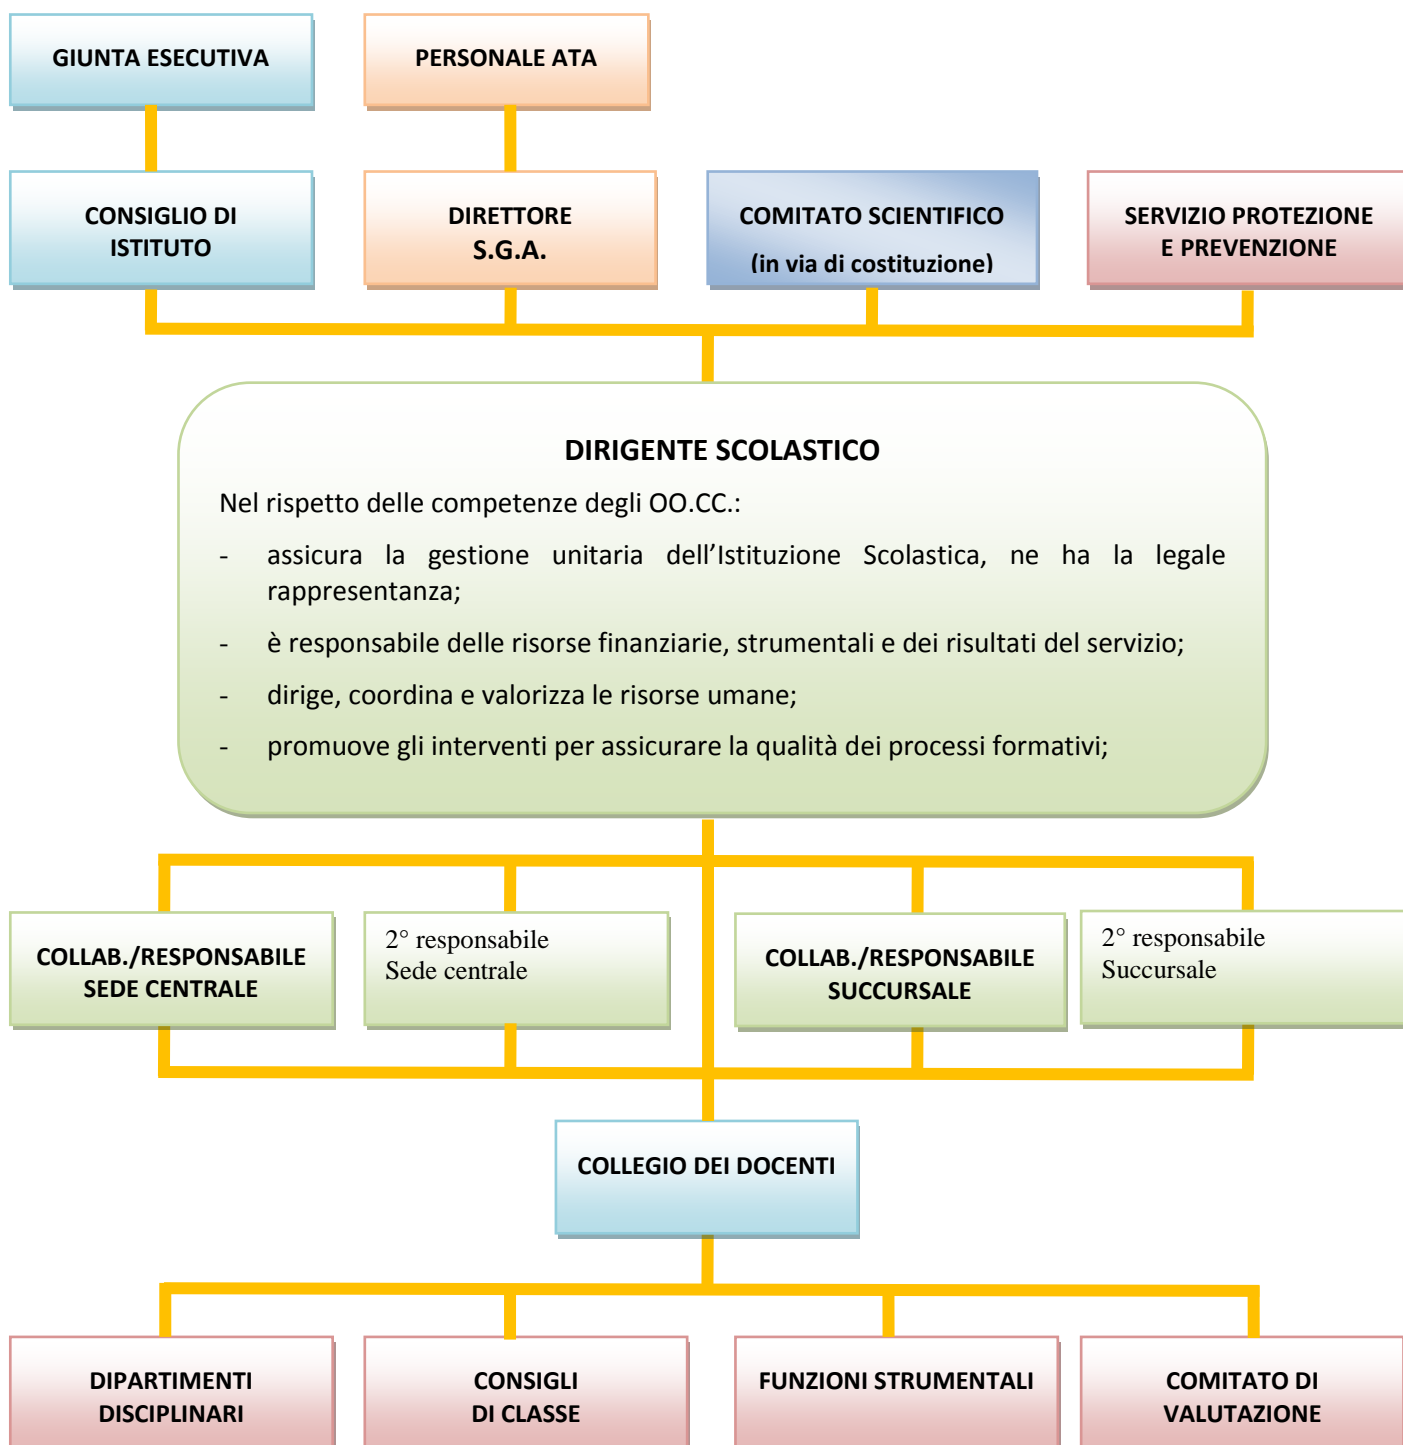 GIUNTA ESECUTIVA
PERSONALE ATA
CONSIGLIO DI
ISTITUTO
DIRETTORE
S.G.A.
COMITATO SCIENTIFICO
(in via di costituzione)
SERVIZIO PROTEZIONE
E PREVENZIONE
DIRIGENTE SCOLASTICO
Nel rispetto delle competenze degli OO.CC.:
- assicura la gestione unitaria dell’Istituzione Scolastica, ne ha la legale
rappresentanza;
- è responsabile delle risorse finanziarie, strumentali e dei risultati del servizio;
- dirige, coordina e valorizza le risorse umane;
- promuove gli interventi per assicurare la qualità dei processi formativi;
COLLAB./RESPONSABILE
SEDE CENTRALE
2° responsabile
Sede centrale
COLLAB./RESPONSABILE
SUCCURSALE
2° responsabile
Succursale
COLLEGIO DEI DOCENTI
DIPARTIMENTI
DISCIPLINARI
CONSIGLI
DI CLASSE
FUNZIONI STRUMENTALI
COMITATO DI
VALUTAZIONE